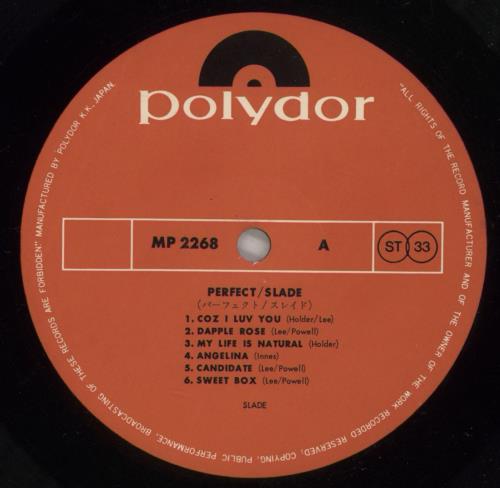 polydor
MP 2268
A
ST 33
PERFECT/SLADE
(パーフェクト/スレイド)
1. COZ I LUV YOU (Holder/Lee)
2. DAPPLE ROSE (Lee/Powell)
3. MY LIFE IS NATURAL (Holder)
4. ANGELINA (Innes)
5. CANDIDATE (Lee/Powell)
6. SWEET BOX (Lee/Powell)
SLADE
"ALL RIGHTS OF THE RECORD MANUFACTURER AND OF THE OWNER OF THE WORK RECORDED RESERVED, COPYING, PUBLIC PERFORMANCE, BROADCASTING OF THESE RECORDS ARE FORBIDDEN" MANUFACTURED BY POLYDOR K.K., JAPAN.